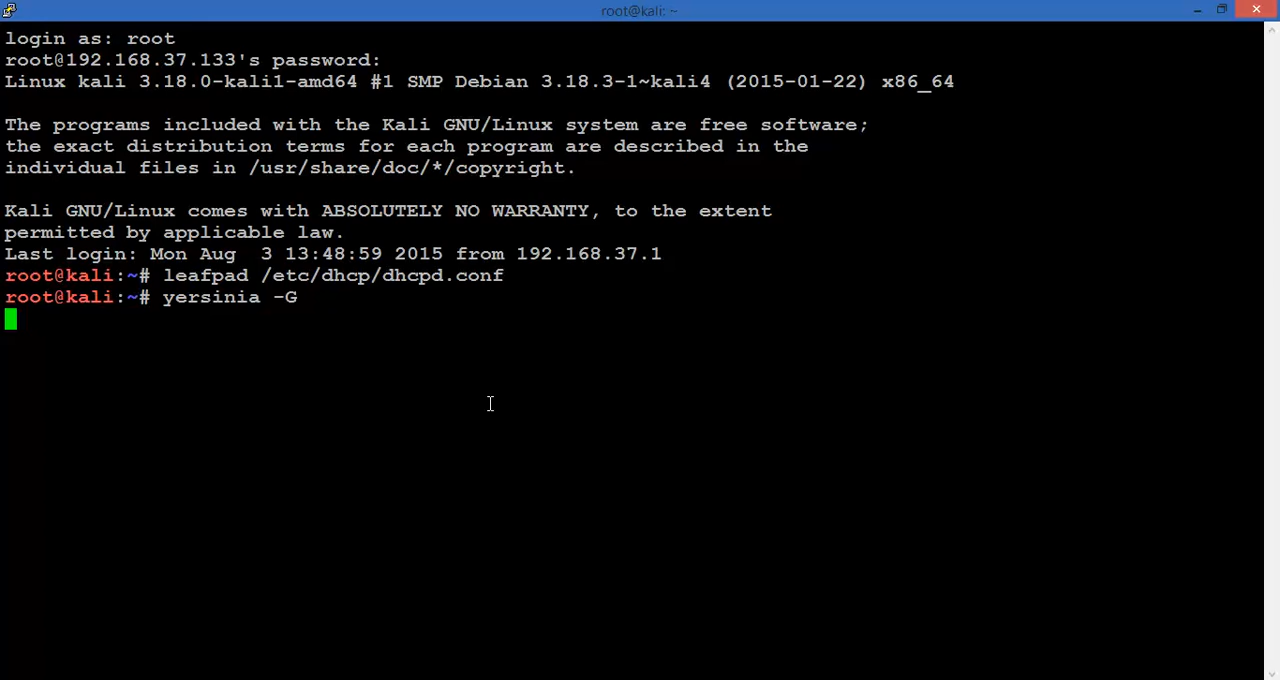 root@kali: ~
login as: root
root@192.168.37.133's password:
Linux kali 3.18.0-kali1-amd64 #1 SMP Debian 3.18.3-1~kali4 (2015-01-22) x86_64
The programs included with the Kali GNU/Linux system are free software;
the exact distribution terms for each program are described in the
individual files in /usr/share/doc/*/copyright.
Kali GNU/Linux comes with ABSOLUTELY NO WARRANTY, to the extent
permitted by applicable law.
Last login: Mon Aug  3 13:48:59 2015 from 192.168.37.1
root@kali:~# leafpad /etc/dhcp/dhcpd.conf
root@kali:~# yersinia -G